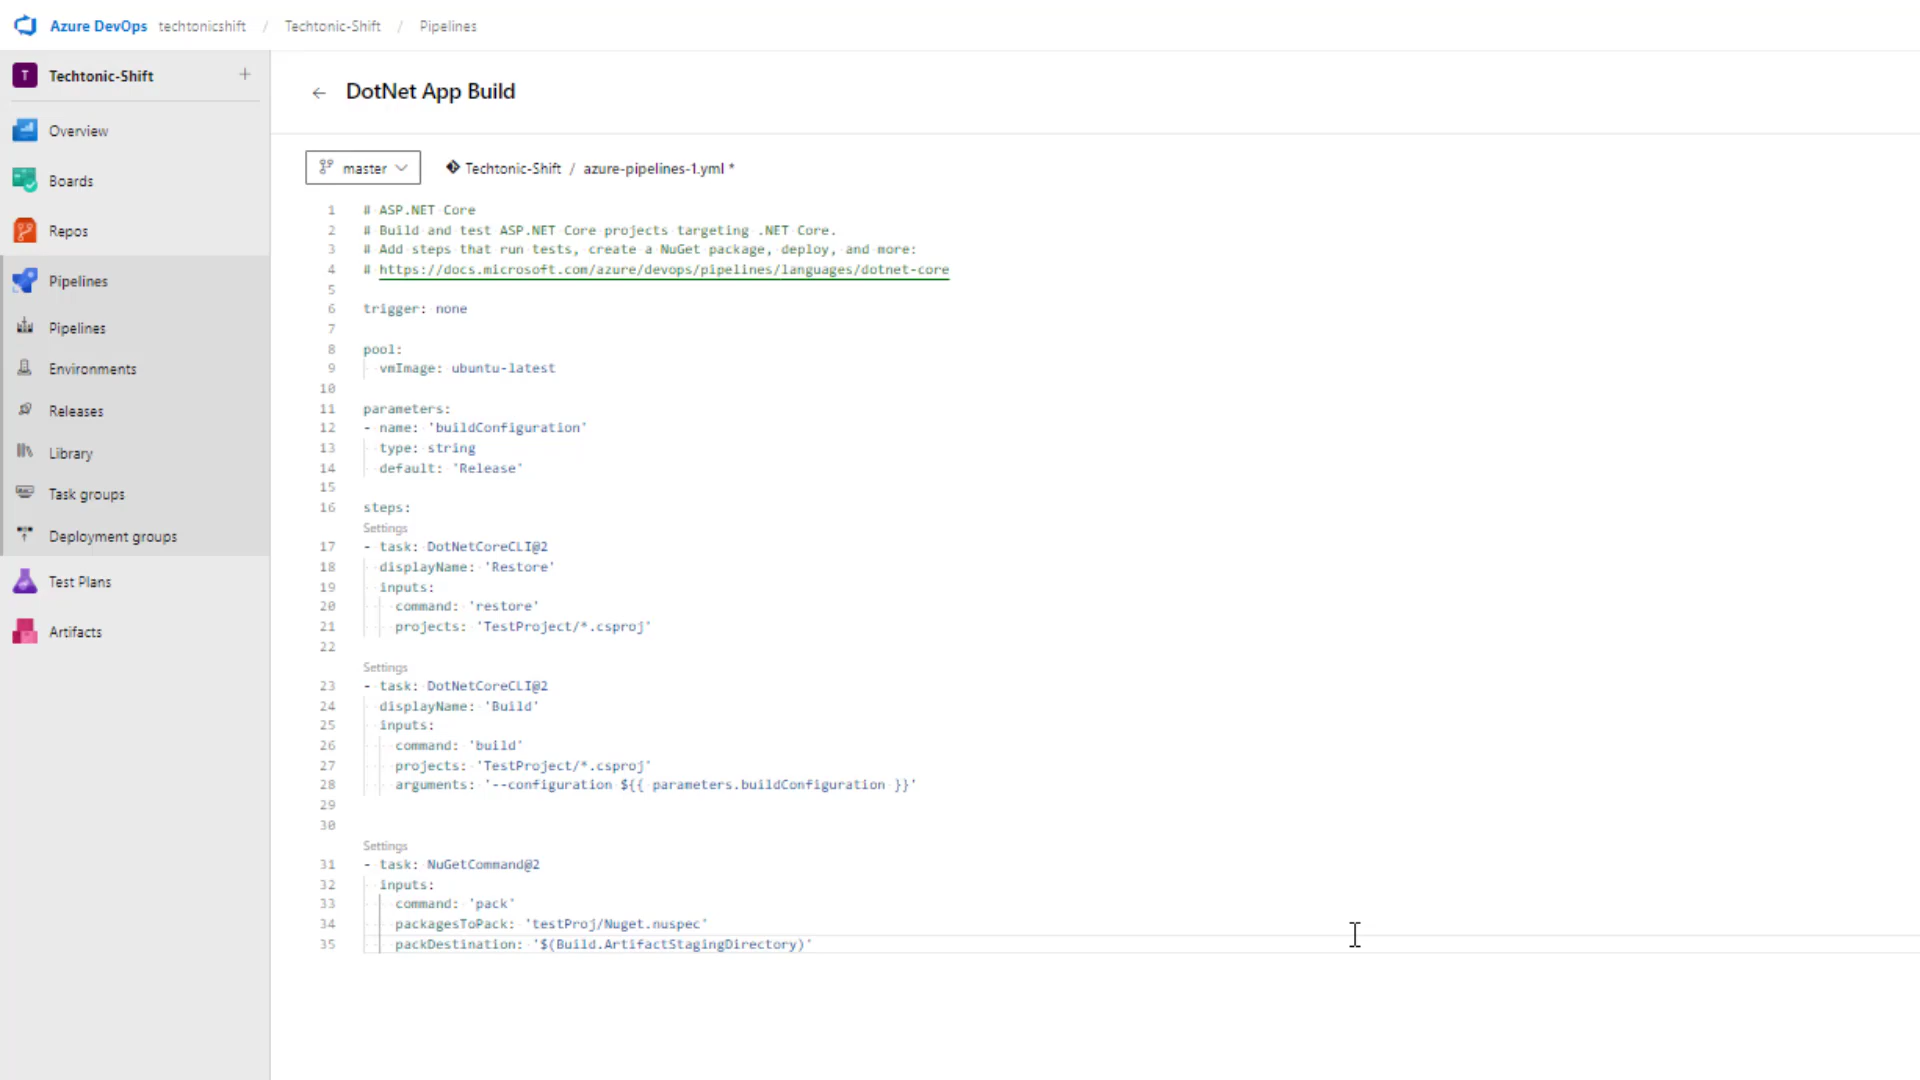 Azure DevOps techtonicshift / Techtonic-Shift / Pipelines
T Techtonic-Shift +
Overview
Boards
Repos
Pipelines
Pipelines
Environments
Releases
Library
Task groups
Deployment groups
Test Plans
Artifacts
← DotNet App Build
master Techtonic-Shift / azure-pipelines-1.yml *
1 # ASP.NET Core
2 # Build and test ASP.NET Core projects targeting .NET Core.
3 # Add steps that run tests, create a NuGet package, deploy, and more:
4 # https://docs.microsoft.com/azure/devops/pipelines/languages/dotnet-core
5
6 trigger: none
7
8 pool:
9   vmImage: ubuntu-latest
10
11 parameters:
12 - name: 'buildConfiguration'
13   type: string
14   default: 'Release'
15
16 steps:
Settings
17 - task: DotNetCoreCLI@2
18   displayName: 'Restore'
19   inputs:
20     command: 'restore'
21     projects: 'TestProject/*.csproj'
22
Settings
23 - task: DotNetCoreCLI@2
24   displayName: 'Build'
25   inputs:
26     command: 'build'
27     projects: 'TestProject/*.csproj'
28     arguments: '--configuration ${{ parameters.buildConfiguration }}'
29
30
Settings
31 - task: NuGetCommand@2
32   inputs:
33     command: 'pack'
34     packagesToPack: 'testProj/Nuget.nuspec'
35     packDestination: '$(Build.ArtifactStagingDirectory)'